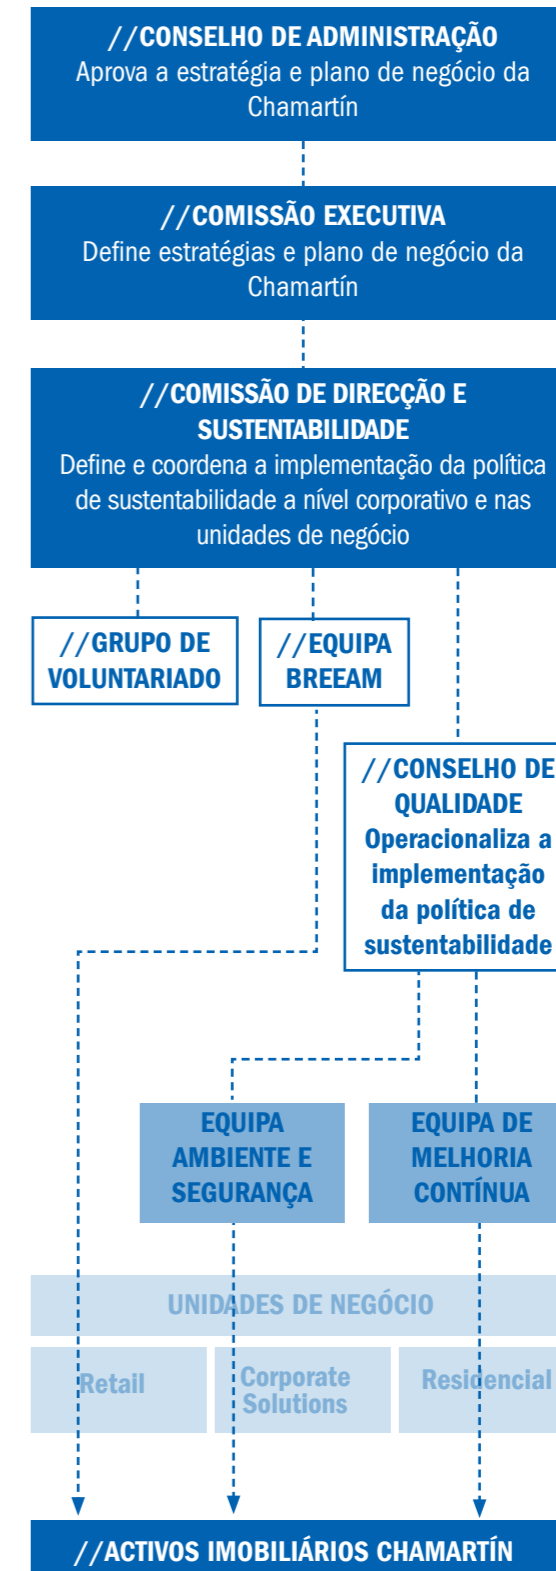 //CONSELHO DE ADMINISTRAÇÃO
Aprova a estratégia e plano de negócio da
Chamartín
//COMISSÃO EXECUTIVA
Define estratégias e plano de negócio da
Chamartín
//COMISSÃO DE DIRECÇÃO E
SUSTENTABILIDADE
Define e coordena a implementação da política
de sustentabilidade a nível corporativo e nas
unidades de negócio
//GRUPO DE
VOLUNTARIADO
//EQUIPA
BREEAM
//CONSELHO DE
QUALIDADE
Operacionaliza a
implementação
da política de
sustentabilidade
EQUIPA
AMBIENTE E
SEGURANÇA
EQUIPA DE
MELHORIA
CONTÍNUA
UNIDADES DE NEGÓCIO
Retail
Corporate
Solutions
Residencial
//ACTIVOS IMOBILIÁRIOS CHAMARTÍN